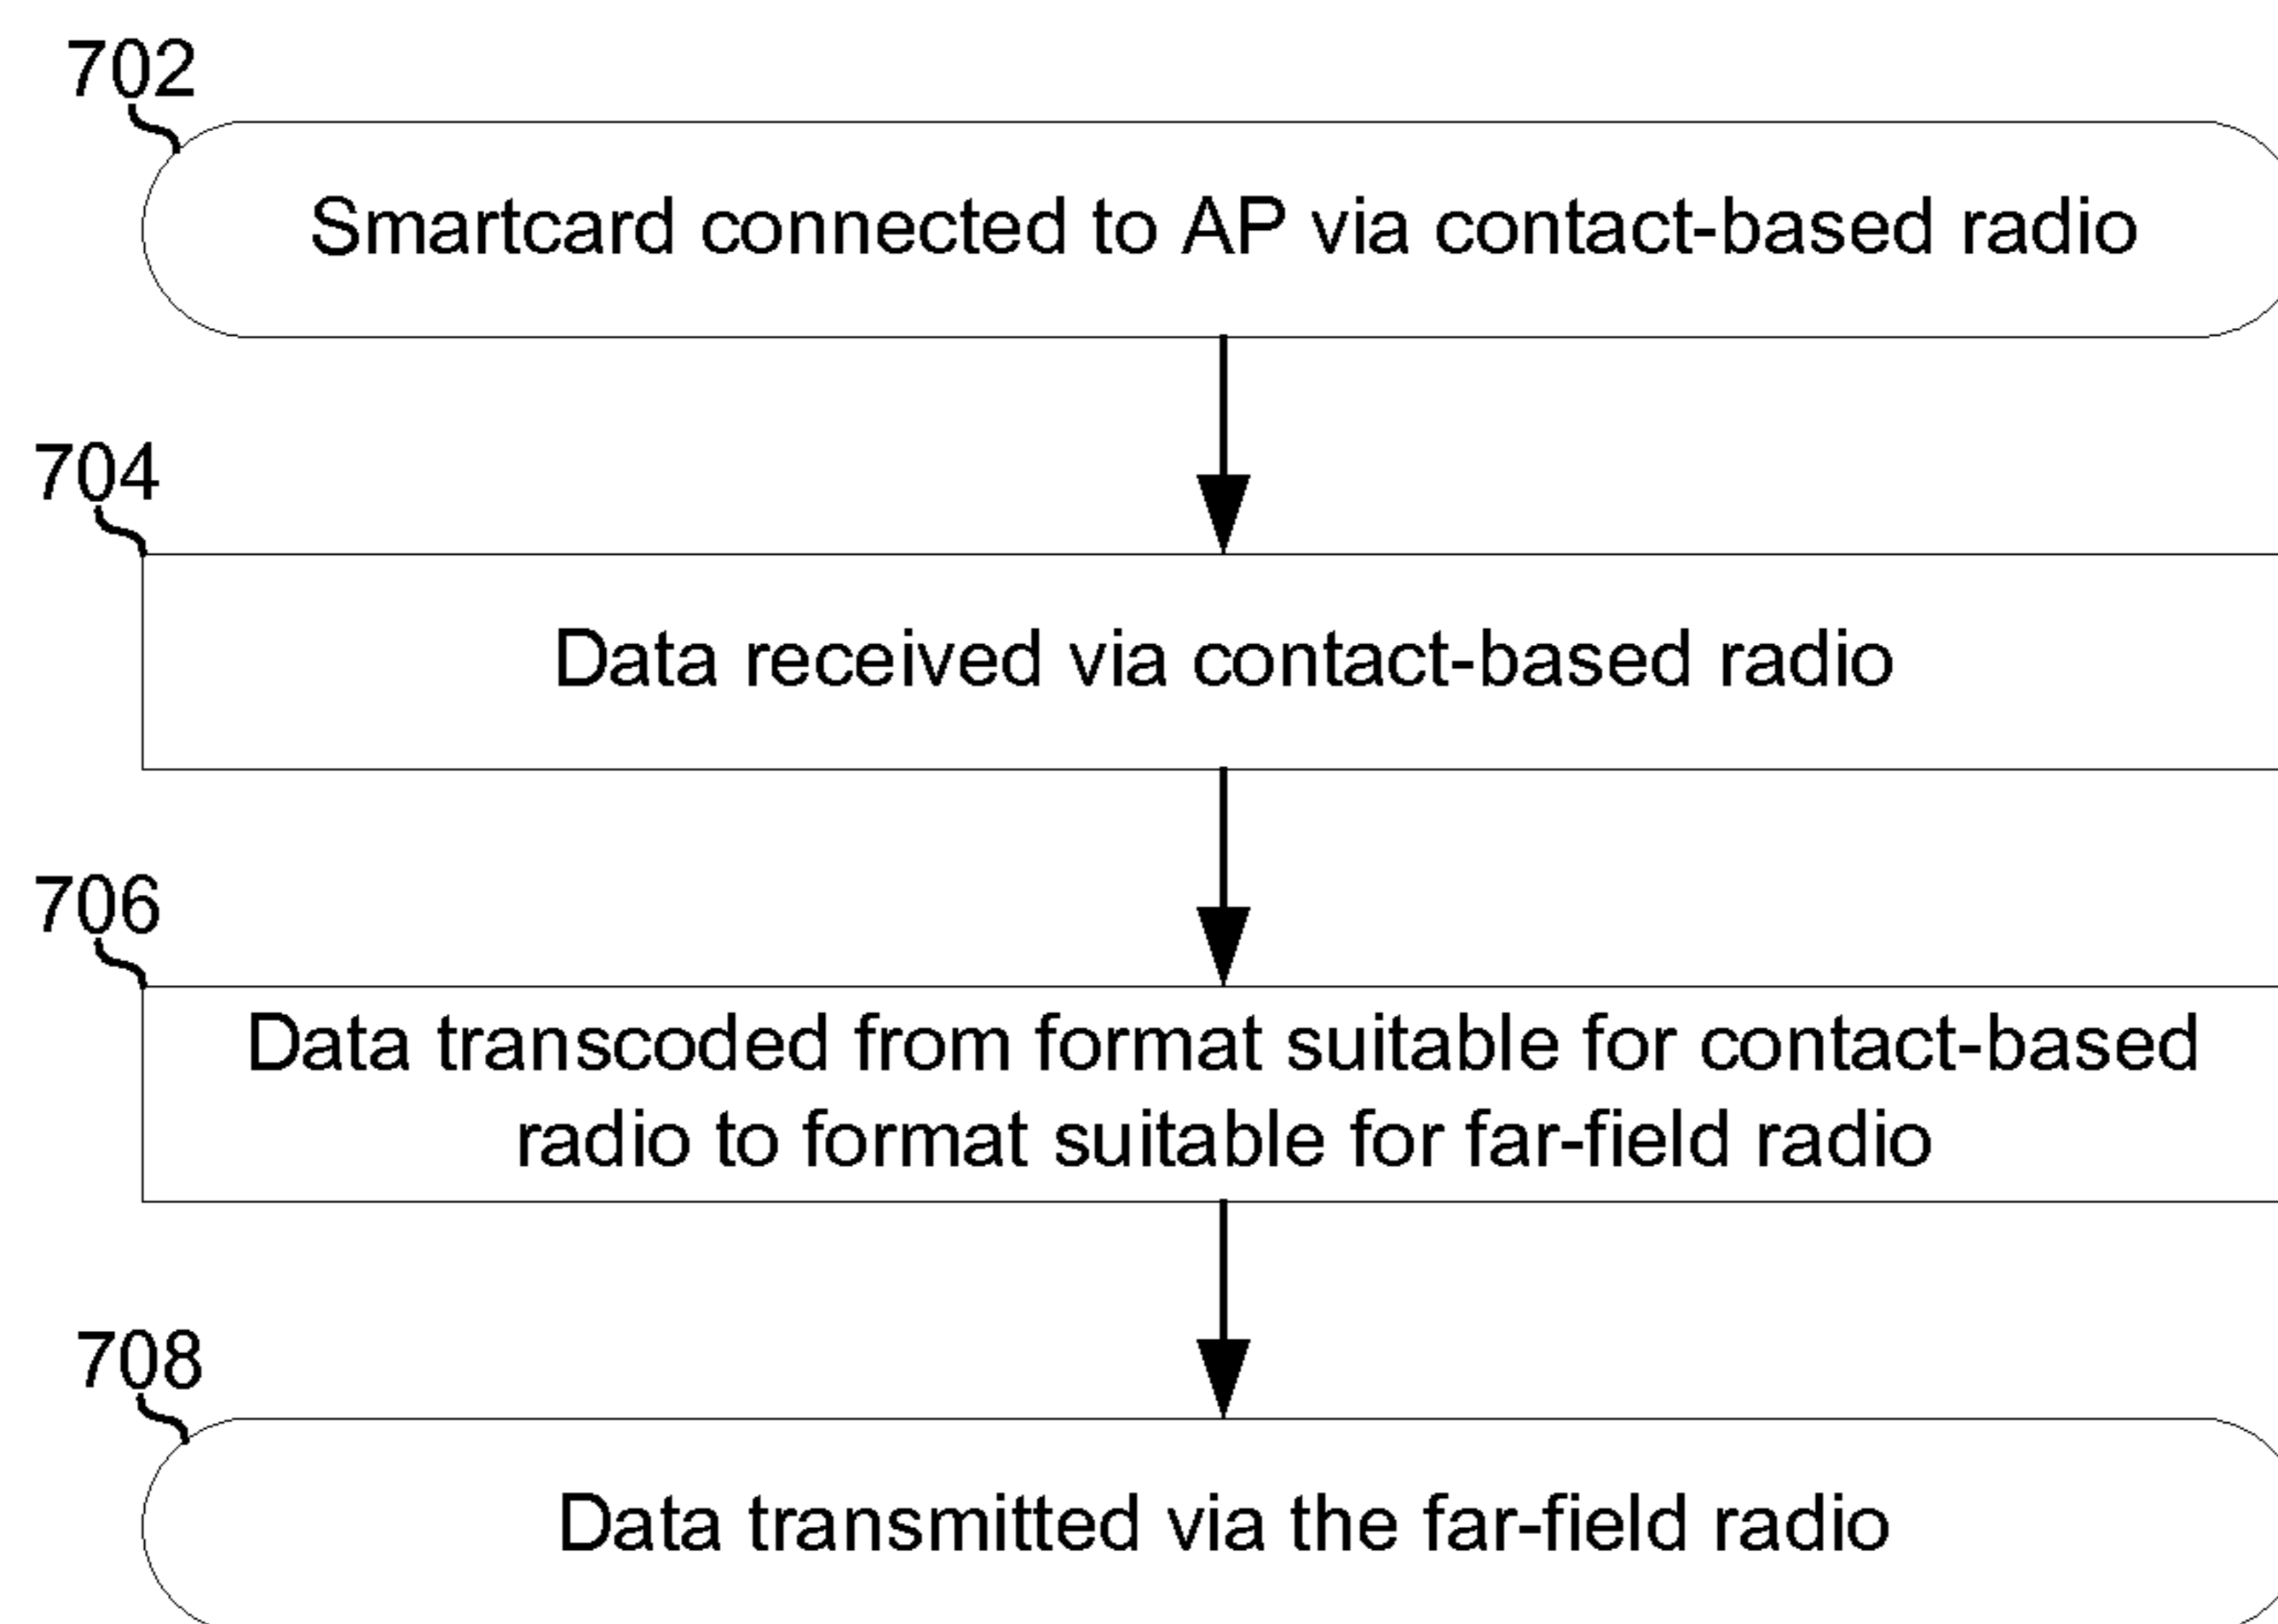 702
Smartcard connected to AP via contact-based radio
704
Data received via contact-based radio
706
Data transcoded from format suitable for contact-based
radio to format suitable for far-field radio
708
Data transmitted via the far-field radio